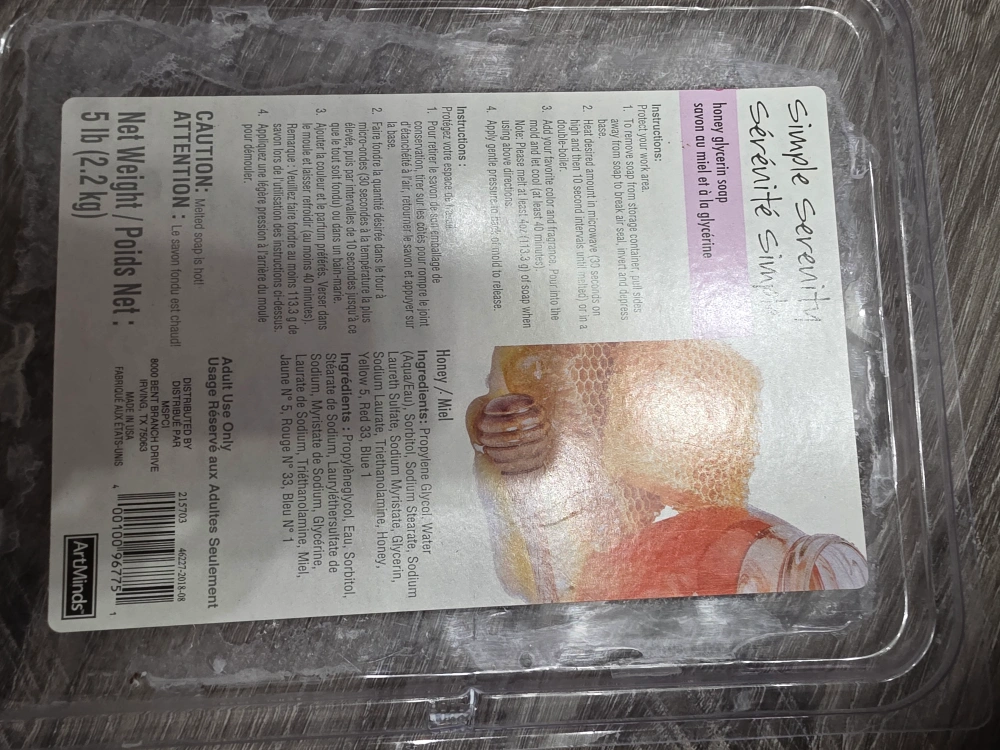 Simple Serenity
Sérénité Simple
honey glycerin soap
savon au miel et à la glycérine
Instructions:
Protect your work area.
1. To remove soap from storage container, pull sides
away from soap to break air seal, invert and depress
base.
2. Heat desired amount in microwave (30 seconds on
high and then 10 second intervals until melted) or in a
double-boiler.
3. Add your favorite color and fragrance. Pour into the
mold and let cool (at least 40 minutes).
Note: Please melt at least 4oz (113.3 g) of soap when
using above directions.
4. Apply gentle pressure to back of mold to release.
Instructions :
Protégez votre espace de travail.
1. Pour retirer le savon de son emballage de
conservation, tirer sur les côtés pour rompre le joint
d'étanchéité à l'air, retourner le savon et appuyer sur
la base.
2. Faire fondre la quantité désirée dans le four à
micro-ondes (30 secondes à la température la plus
élevée, puis par intervalles de 10 secondes jusqu'à ce
que le tout soit fondu) ou dans un bain-marie.
3. Ajouter la couleur et le parfum préférés. Verser dans
le moule et laisser refroidir (au moins 40 minutes).
Remarque : Veuillez faire fondre au moins 113.3 g de
savon lors de l'utilisation des instructions ci-dessus.
4. Appliquez une légère pression à l'arrière du moule
pour démouler.
CAUTION: Melted soap is hot!
ATTENTION : Le savon fondu est chaud!
Net Weight / Poids Net :
5 lb (2.2 kg)
Honey / Miel
Ingredients: Propylene Glycol, Water
(Aqua/Eau), Sorbitol, Sodium Stearate, Sodium
Laureth Sulfate, Sodium Myristate, Glycerin,
Sodium Laurate, Triethanolamine, Honey,
Yellow 5, Red 33, Blue 1
Ingrédients : Propylèneglycol, Eau, Sorbitol,
Stéarate de Sodium, Lauryléthersulfate de
Sodium, Myristate de Sodium, Glycérine,
Laurate de Sodium, Triéthanolamine, Miel,
Jaune N° 5, Rouge N° 33, Bleu N° 1
Adult Use Only
Usage Réservé aux Adultes Seulement
DISTRIBUTED BY
DISTRIBUÉ PAR
MSPCI
8000 BENT BRANCH DRIVE
IRVING, TX 75063
MADE IN USA
FABRIQUÉ AUX ÉTATS-UNIS
215703 46227-2018-08
4 00100 96775 1
ArtMinds